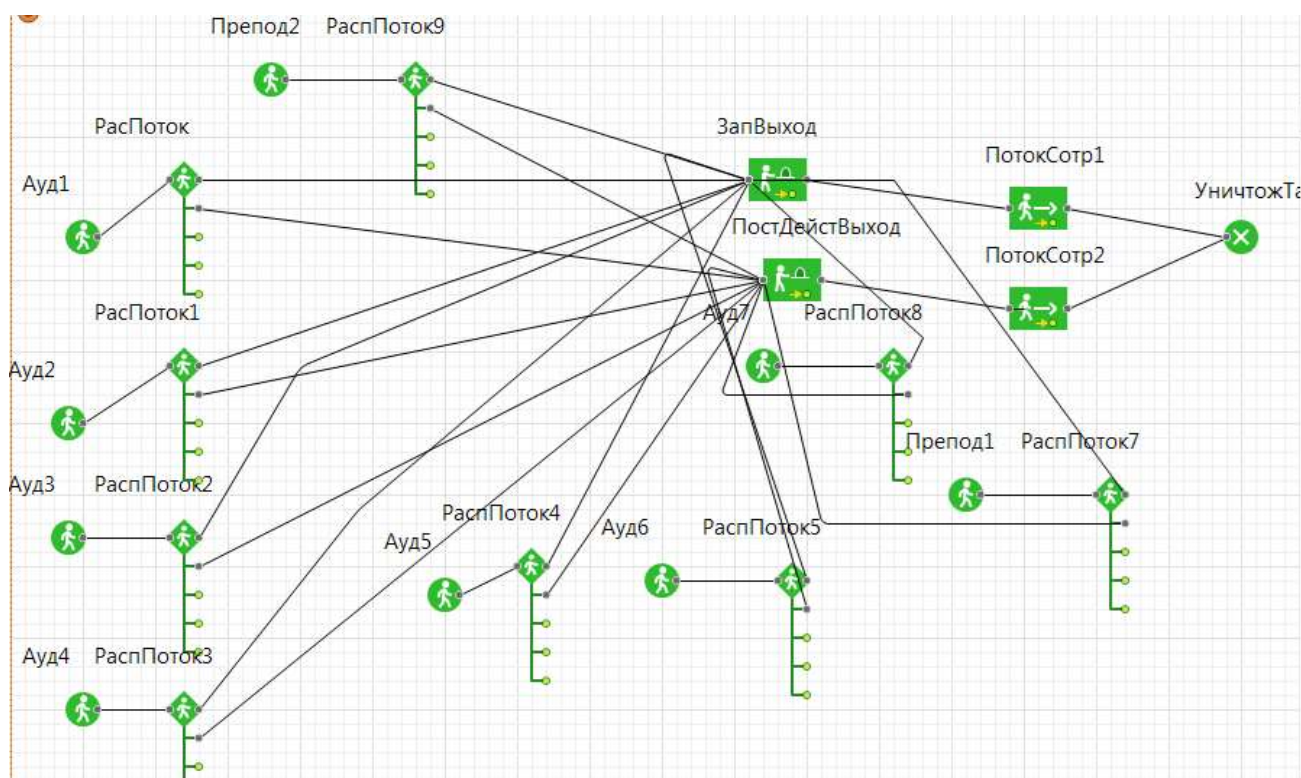 Препод2
РаспПоток9
РасПоток
ЗапВыход
ПотокСотр1
Ауд1
УничтожТа
ПостДейстВыход
ПотокСотр2
РасПоток1
Ауд7
РаспПоток8
Ауд2
Препод1
РаспПоток7
Ауд3
РаспПоток2
РаспПоток4
Ауд6
РаспПоток5
Ауд5
Ауд4
РаспПоток3